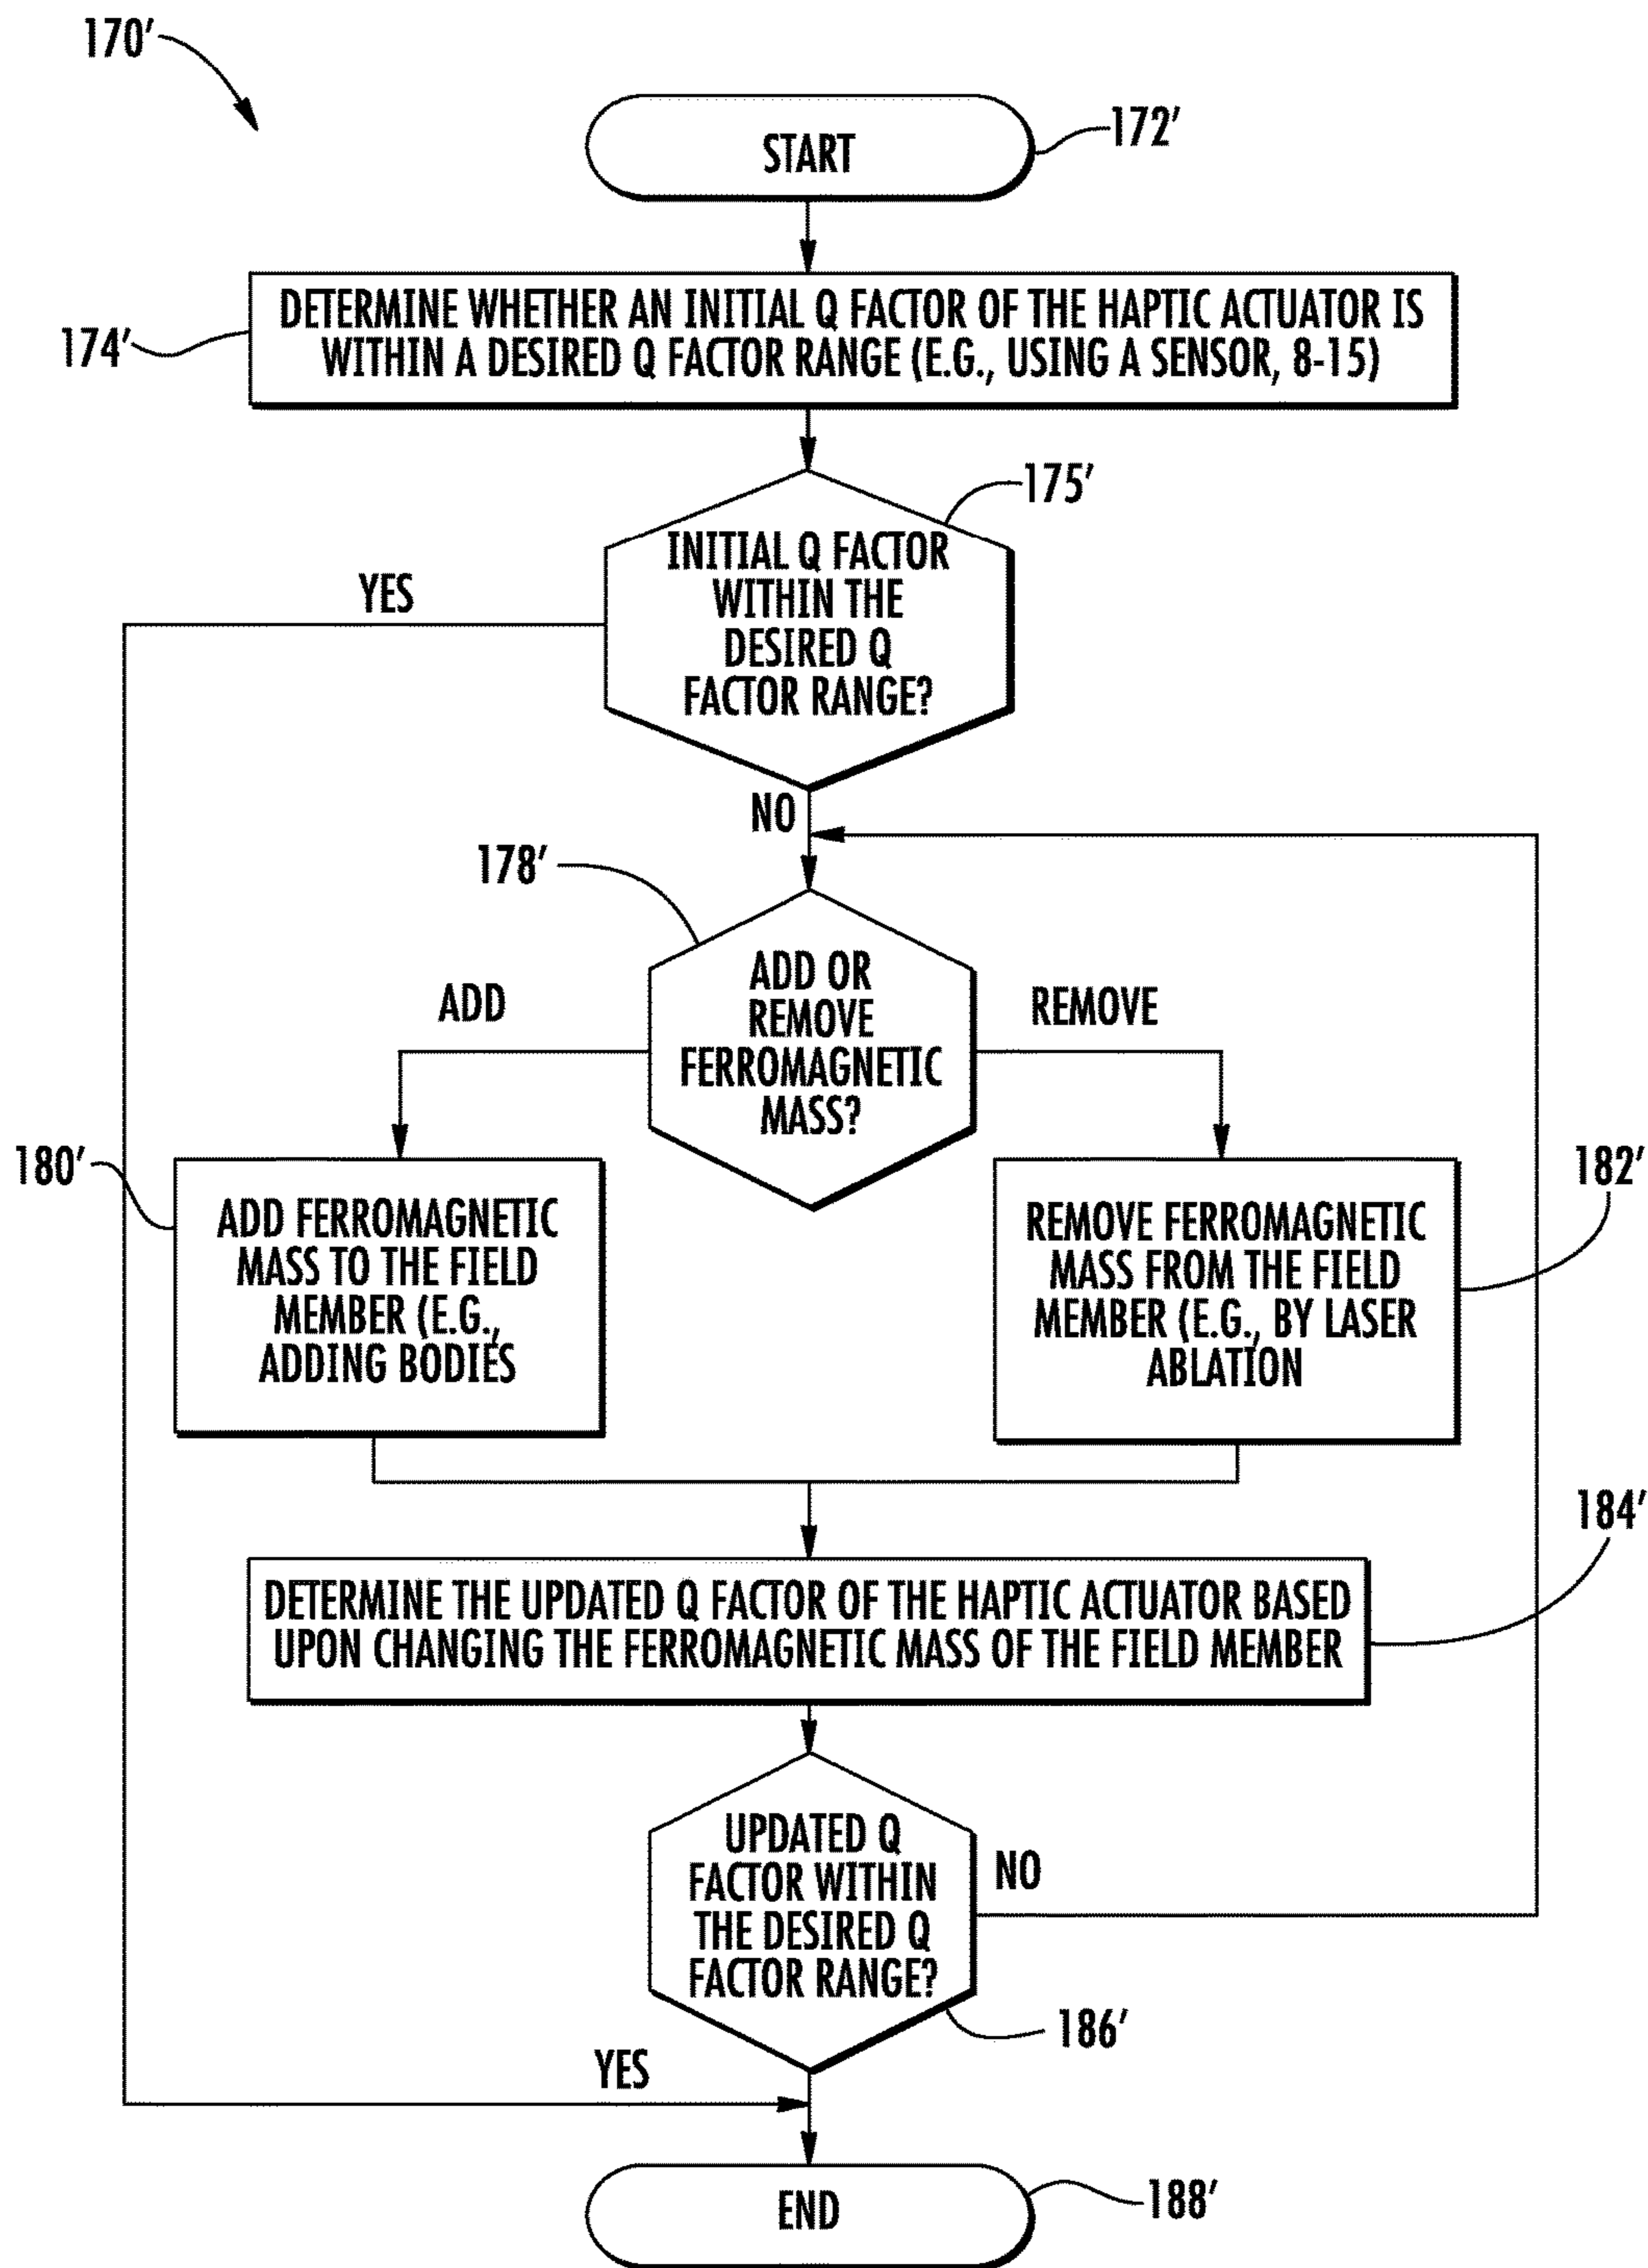 170'
START
172'
DETERMINE WHETHER AN INITIAL Q FACTOR OF THE HAPTIC ACTUATOR IS
WITHIN A DESIRED Q FACTOR RANGE (E.G., USING A SENSOR, 8-15)
174'
175'
INITIAL Q FACTOR
WITHIN THE
DESIRED Q
FACTOR RANGE?
YES
NO
178'
ADD OR
REMOVE
FERROMAGNETIC
MASS?
ADD
REMOVE
180'
ADD FERROMAGNETIC
MASS TO THE FIELD
MEMBER (E.G.,
ADDING BODIES
182'
REMOVE FERROMAGNETIC
MASS FROM THE FIELD
MEMBER (E.G., BY LASER
ABLATION
184'
DETERMINE THE UPDATED Q FACTOR OF THE HAPTIC ACTUATOR BASED
UPON CHANGING THE FERROMAGNETIC MASS OF THE FIELD MEMBER
UPDATED Q
FACTOR WITHIN
THE DESIRED Q
FACTOR RANGE?
NO
186'
YES
END
188'